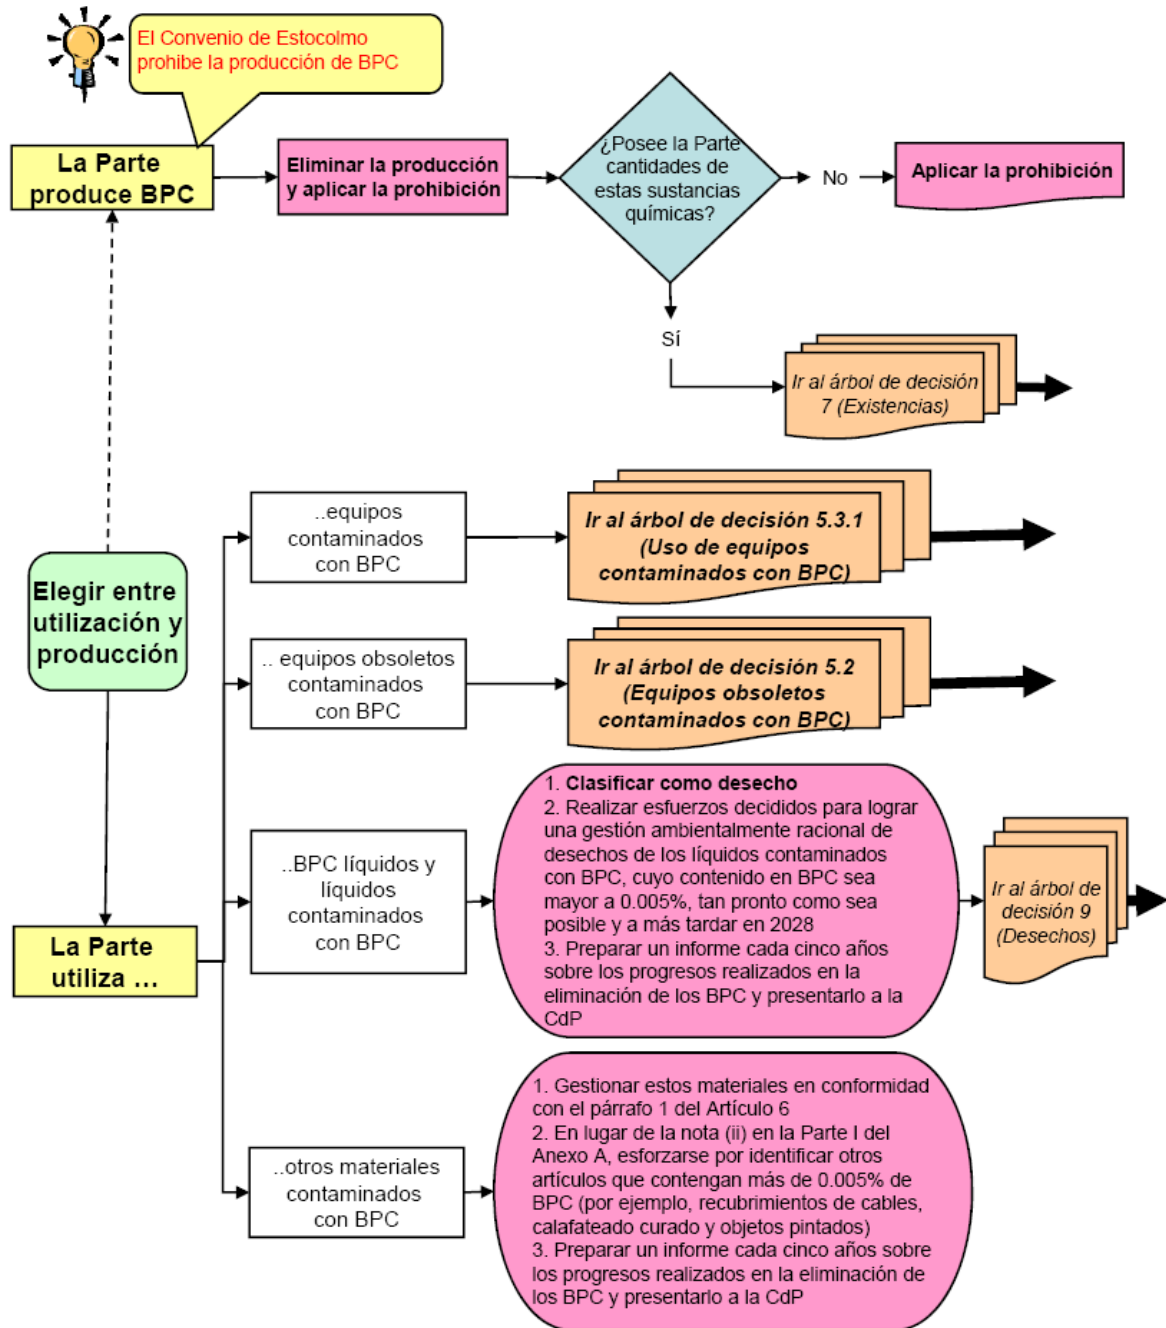 El Convenio de Estocolmo
prohibe la producción de BPC
La Parte
produce BPC
Eliminar la producción
y aplicar la prohibición
¿Posee la Parte
cantidades de
estas sustancias
químicas?
No
Aplicar la prohibición
Sí
Ir al árbol de decisión
7 (Existencias)
Elegir entre
utilización y
producción
..equipos
contaminados
con BPC
Ir al árbol de decisión 5.3.1
(Uso de equipos
contaminados con BPC)
.. equipos obsoletos
contaminados
con BPC
Ir al árbol de decisión 5.2
(Equipos obsoletos
contaminados con BPC)
La Parte
utiliza ...
..BPC líquidos y
líquidos
contaminados
con BPC
1. Clasificar como desecho
2. Realizar esfuerzos decididos para lograr
una gestión ambientalmente racional de
desechos de los líquidos contaminados
con BPC, cuyo contenido en BPC sea
mayor a 0.005%, tan pronto como sea
posible y a más tardar en 2028
3. Preparar un informe cada cinco años
sobre los progresos realizados en la
eliminación de los BPC y presentarlo a la
CdP
Ir al árbol de
decisión 9
(Desechos)
..otros materiales
contaminados
con BPC
1. Gestionar estos materiales en conformidad
con el párrafo 1 del Artículo 6
2. En lugar de la nota (ii) en la Parte I del
Anexo A, esforzarse por identificar otros
artículos que contengan más de 0.005% de
BPC (por ejemplo, recubrimientos de cables,
calafateado curado y objetos pintados)
3. Preparar un informe cada cinco años sobre
los progresos realizados en la eliminación de
los BPC y presentarlo a la CdP